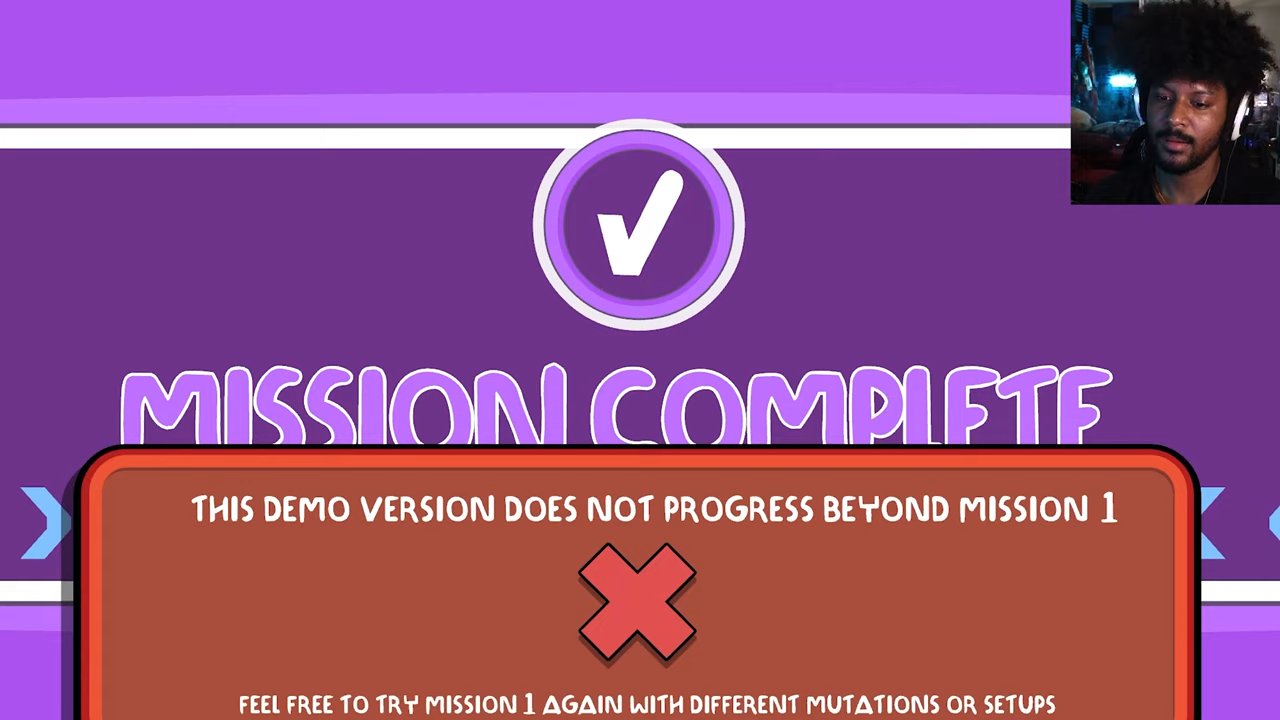 MISSION COMPLETE
THIS DEMO VERSION DOES NOT PROGRESS BEYOND MISSION 1
FEEL FREE TO TRY MISSION 1 AGAIN WITH DIFFERENT MUTATIONS OR SETUPS